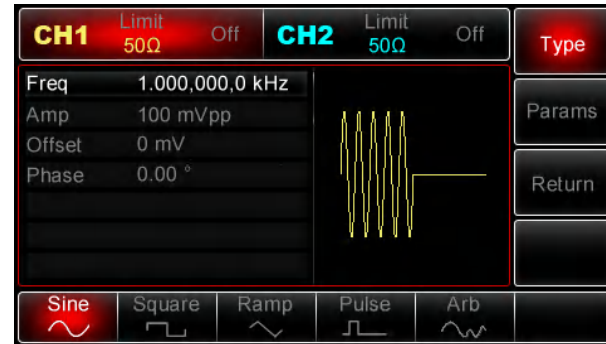 CH1 Limit 50Ω Off CH2 Limit 50Ω Off
Type
Freq 1.000,000,0 kHz
Amp 100 mVpp
Params
Offset 0 mV
Phase 0.00 °
Return
Sine Square Ramp Pulse Arb